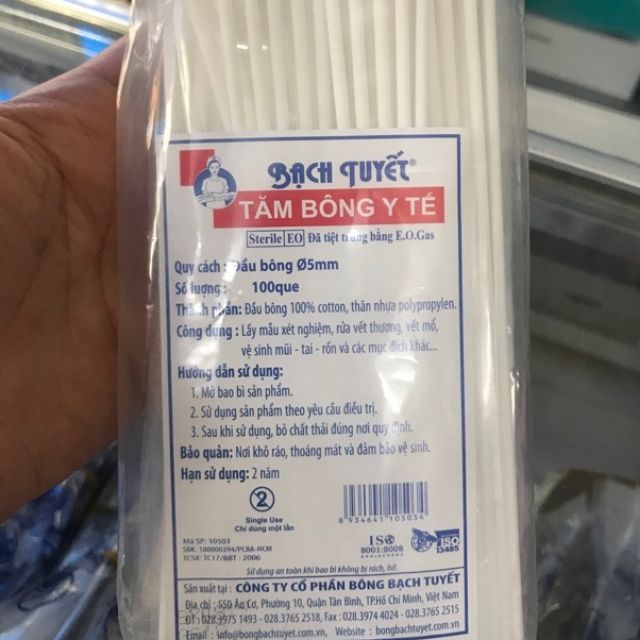 BẠCH TUYẾT®
TĂM BÔNG Y TẾ
Sterile EO Đã tiệt trùng bằng E.O.Gas
Quy cách : Đầu bông Ø5mm
Số lượng : 100que
Thành phần: Đầu bông 100% cotton, thân nhựa polypropylen.
Công dụng : Lấy mẫu xét nghiệm, rửa vết thương, vết mổ,
vệ sinh mũi - tai - rốn và các mục đích khác...
Hướng dẫn sử dụng:
1. Mở bao bì sản phẩm.
2. Sử dụng sản phẩm theo yêu cầu điều trị.
3. Sau khi sử dụng, bỏ chất thải đúng nơi quy định.
Bảo quản: Nơi khô ráo, thoáng mát và đảm bảo vệ sinh.
Hạn sử dụng: 2 năm
2
Single Use
Chỉ dùng một lần
8 934641 105034
Mã SP: 10503
SĐK: 180000394/PCBA-HCM
TCSX: TC17/BBT : 2006
ISO
9001:2008
ISO
13485
Sử dụng an toàn khi bao bì không bị rách, hở.
Sản xuất tại : CÔNG TY CỔ PHẦN BÔNG BẠCH TUYẾT
Địa chỉ : 550 Âu Cơ, Phường 10, Quận Tân Bình, TP.Hồ Chí Minh, Việt Nam
ĐT: 028.3975 1493 - 028.3765 2518, Fax: 028.3974 4024 - 028.3765 2515
Email : info@bongbachtuyet.com.vn, Website : bongbachtuyet.com.vn